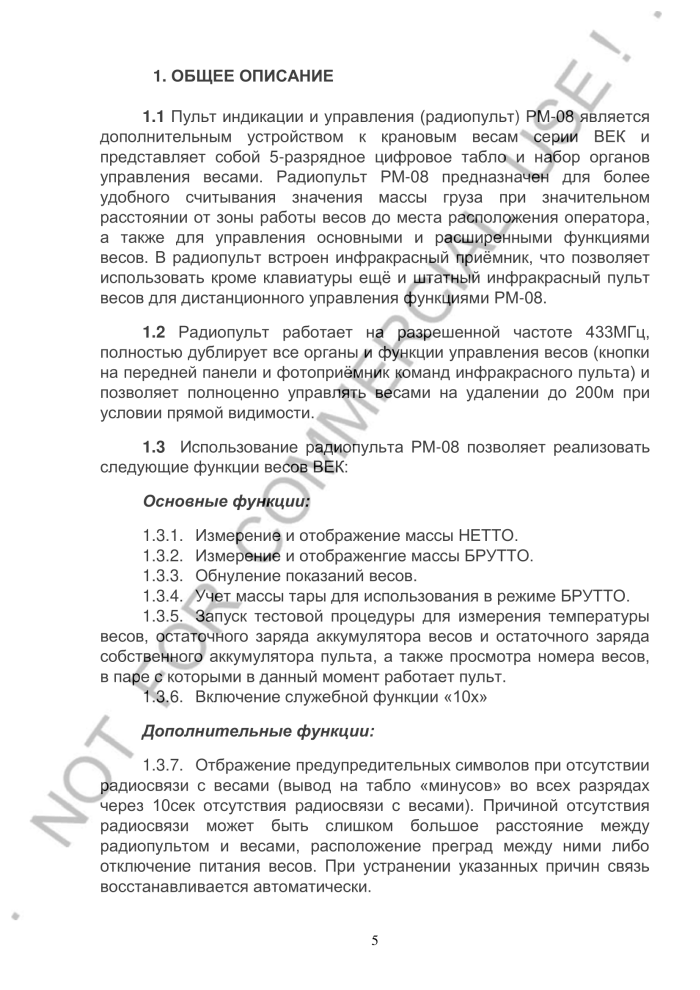 1. ОБЩЕЕ ОПИСАНИЕ
1.1 Пульт индикации и управления (радиопульт) РМ-08 является
дополнительным устройством к крановым весам серии ВЕК и
представляет собой 5-разрядное цифровое табло и набор органов
управления весами. Радиопульт РМ-08 предназначен для более
удобного считывания значения массы груза при значительном
расстоянии от зоны работы весов до места расположения оператора,
а также для управления основными и расширенными функциями
весов. В радиопульт встроен инфракрасный приёмник, что позволяет
использовать кроме клавиатуры ещё и штатный инфракрасный пульт
весов для дистанционного управления функциями РМ-08.
1.2 Радиопульт работает на разрешенной частоте 433МГц,
полностью дублирует все органы и функции управления весов (кнопки
на передней панели и фотоприёмник команд инфракрасного пульта) и
позволяет полноценно управлять весами на удалении до 200м при
условии прямой видимости.
1.3 Использование радиопульта РМ-08 позволяет реализовать
следующие функции весов ВЕК:
Основные функции:
1.3.1. Измерение и отображение массы НЕТТО.
1.3.2. Измерение и отображенгие массы БРУТТО.
1.3.3. Обнуление показаний весов.
1.3.4. Учет массы тары для использования в режиме БРУТТО.
1.3.5. Запуск тестовой процедуры для измерения температуры
весов, остаточного заряда аккумулятора весов и остаточного заряда
собственного аккумулятора пульта, а также просмотра номера весов,
в паре с которыми в данный момент работает пульт.
1.3.6. Включение служебной функции «10х»
Дополнительные функции:
1.3.7. Отбражение предупредительных символов при отсутствии
радиосвязи с весами (вывод на табло «минусов» во всех разрядах
через 10сек отсутствия радиосвязи с весами). Причиной отсутствия
радиосвязи может быть слишком большое расстояние между
радиопультом и весами, расположение преград между ними либо
отключение питания весов. При устранении указанных причин связь
восстанавливается автоматически.
5
. NOT FOR COMMERCIAL USE ! .